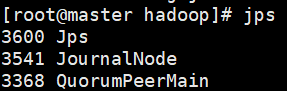 [root@master hadoop]# jps
3600 Jps
3541 JournalNode
3368 QuorumPeerMain